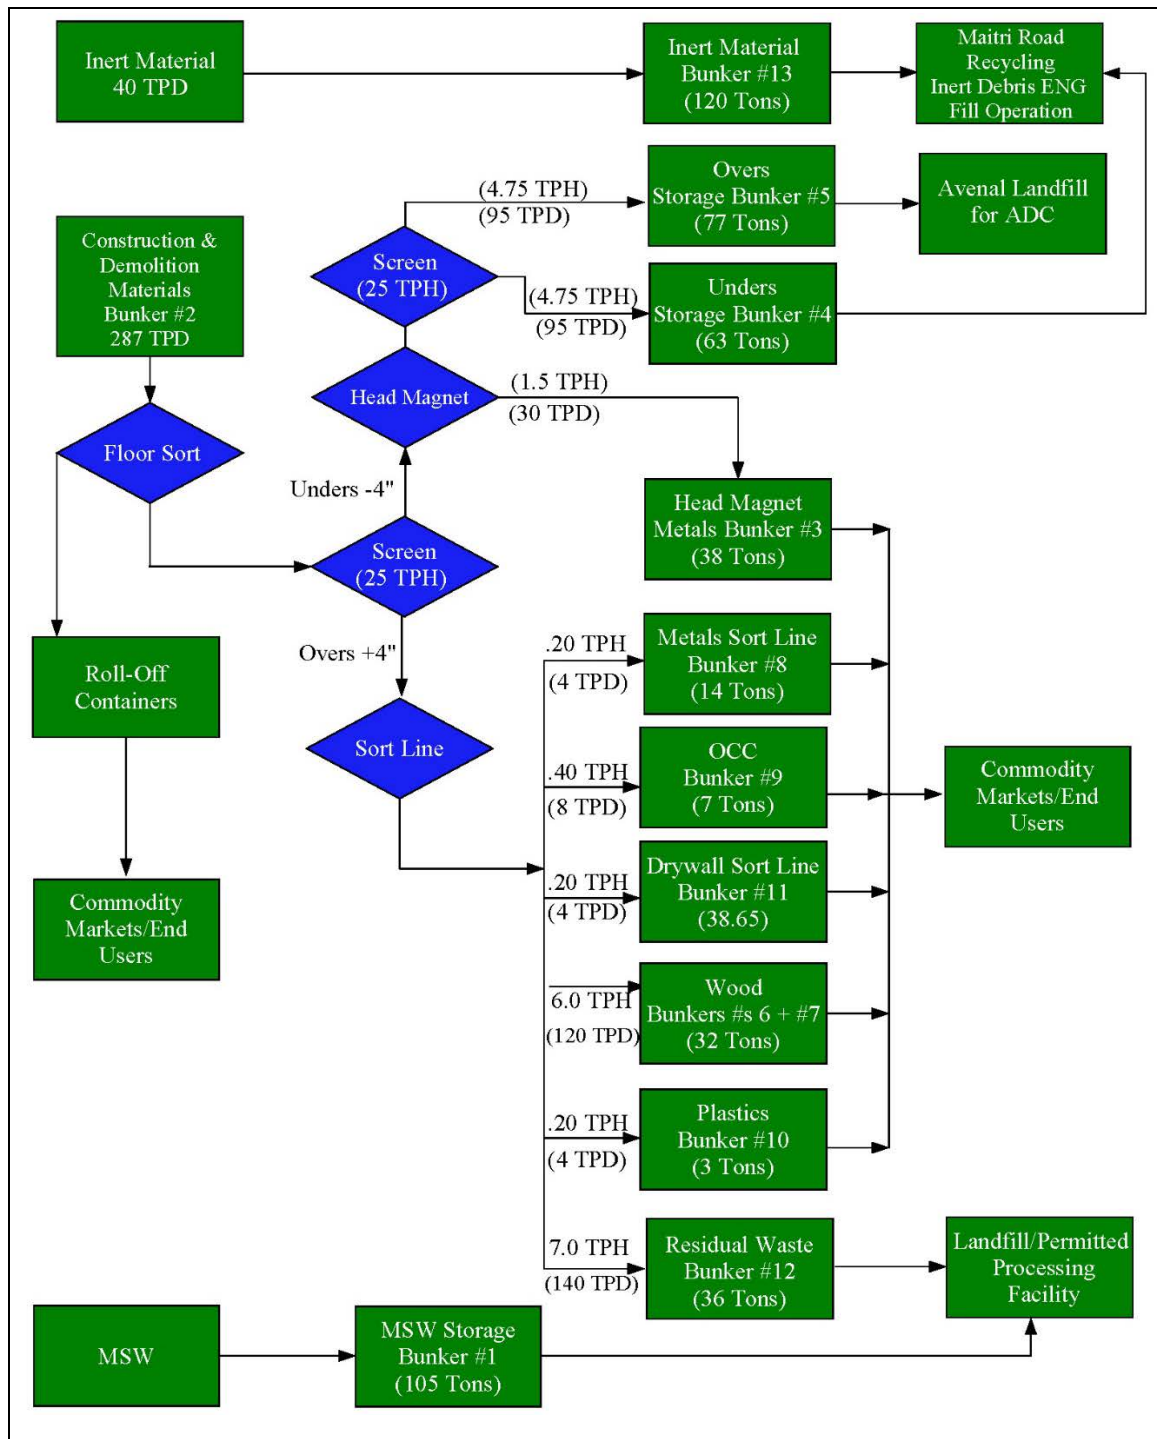 Inert Material
40 TPD
Inert Material
Bunker #13
(120 Tons)
Maitri Road
Recycling
Inert Debris ENG
Fill Operation
Construction &
Demolition
Materials
Bunker #2
287 TPD
Screen
(25 TPH)
(4.75 TPH)
(95 TPD)
Overs
Storage Bunker #5
(77 Tons)
Avenal Landfill
for ADC
(4.75 TPH)
(95 TPD)
Unders
Storage Bunker #4
(63 Tons)
Head Magnet
(1.5 TPH)
(30 TPD)
Floor Sort
Unders -4"
Head Magnet
Metals Bunker #3
(38 Tons)
Screen
(25 TPH)
Overs +4"
Roll-Off
Containers
Sort Line
.20 TPH
(4 TPD)
Metals Sort Line
Bunker #8
(14 Tons)
.40 TPH
(8 TPD)
OCC
Bunker #9
(7 Tons)
Commodity
Markets/End
Users
Commodity
Markets/End
Users
.20 TPH
(4 TPD)
Drywall Sort Line
Bunker #11
(38.65)
6.0 TPH
(120 TPD)
Wood
Bunkers #s 6 + #7
(32 Tons)
.20 TPH
(4 TPD)
Plastics
Bunker #10
(3 Tons)
7.0 TPH
(140 TPD)
Residual Waste
Bunker #12
(36 Tons)
Landfill/Permitted
Processing
Facility
MSW
MSW Storage
Bunker #1
(105 Tons)